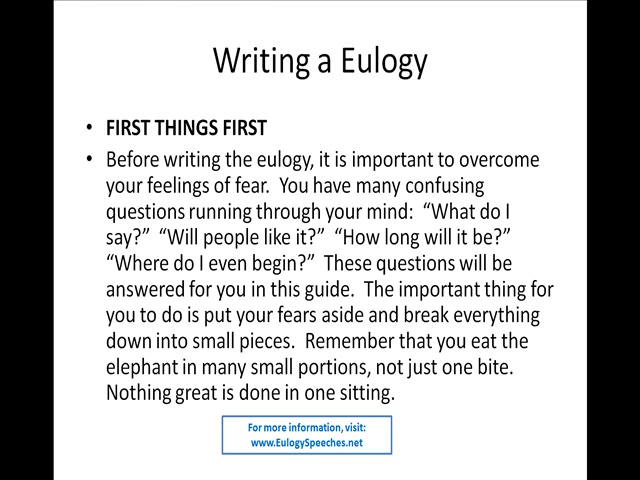 Writing a Eulogy
• FIRST THINGS FIRST
• Before writing the eulogy, it is important to overcome
your feelings of fear.  You have many confusing
questions running through your mind:  “What do I
say?”  “Will people like it?”  “How long will it be?”
“Where do I even begin?”  These questions will be
answered for you in this guide.  The important thing for
you to do is put your fears aside and break everything
down into small pieces.  Remember that you eat the
elephant in many small portions, not just one bite.
Nothing great is done in one sitting.
For more information, visit:
www.EulogySpeeches.net